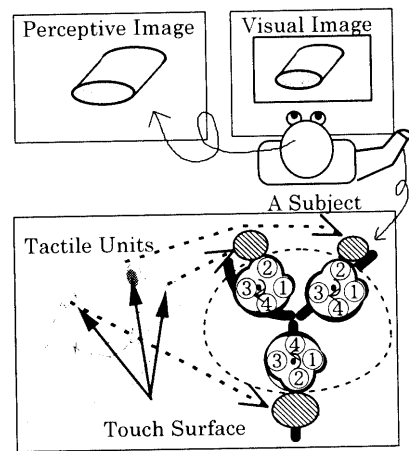 Perceptive Image
Visual Image
A Subject
Tactile Units
② ②
③ ① ③ ①
④ ④
④
③ ①
②
Touch Surface